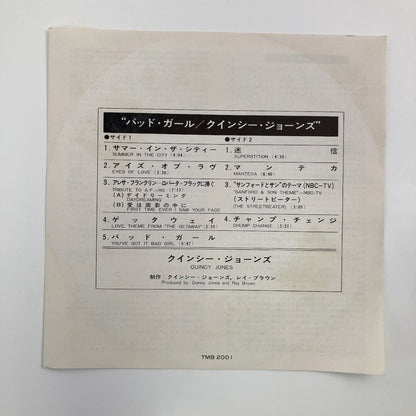 "バッド・ガール／クインシー・ジョーンズ"
●サイド1
1. サマー・イン・ザ・シティー
SUMMER IN THE CITY (4:04)
2. アイズ・オブ・ラヴ
EYES OF LOVE (3:30)
3. アレサ・フランクリン・ロバータ・フラックに捧ぐ
TRIBUTE TO A.F.-RO (7:15)
(A) デイドリーミング
DAYDREAMING
(B) 愛は面影の中に
FIRST TIME EVER I SAW YOUR FACE
4. ゲッタウェイ
LOVE THEME FROM "THE GETAWAY" (2:35)
5. バッド・ガール
YOU'VE GOT IT BAD GIRL (5:47)
●サイド2
1. 迷信
SUPERSTITION (4:30)
2. マンテカ
MANTECA (8:40)
3. "サンフォードとサン"のテーマ (NBC-TV)
"SANFORD & SON THEME"-NBC-TV
(ストリートビーター)
(THE STREETBEATER) (3:05)
4. チャンプ・チェンジ
CHUMP CHANGE (3:21)
クインシー・ジョーンズ
QUINCY JONES
制作：クインシー・ジョーンズ，レイ・ブラウン
Produced by: Quincy Jones and Ray Brown
TMB 2001